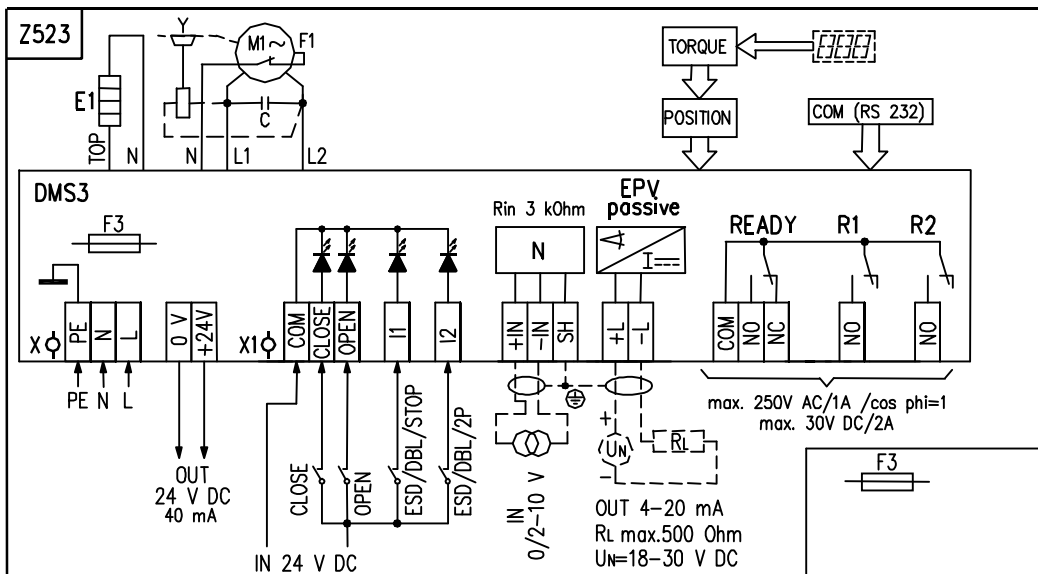 Z523
Y
M1 ~
F1
E1
C
TOP
N
N
L1
L2
TORQUE
POSITION
COM (RS 232)
DMS3
F3
Rin 3 kOhm
N
EPV
passive
I
READY
R1
R2
X
PE
N
L
0 V
+24V
X1
COM
CLOSE
OPEN
I1
I2
+IN
-IN
SH
+L
-L
COM
NO
NC
NO
NO
PE N L
OUT
24 V DC
40 mA
CLOSE
OPEN
ESD/DBL/STOP
ESD/DBL/2P
IN 24 V DC
IN
0/2-10 V
+
UN
-
RL
OUT 4-20 mA
RL max.500 Ohm
UN=18-30 V DC
max. 250V AC/1A /cos phi=1
max. 30V DC/2A
F3